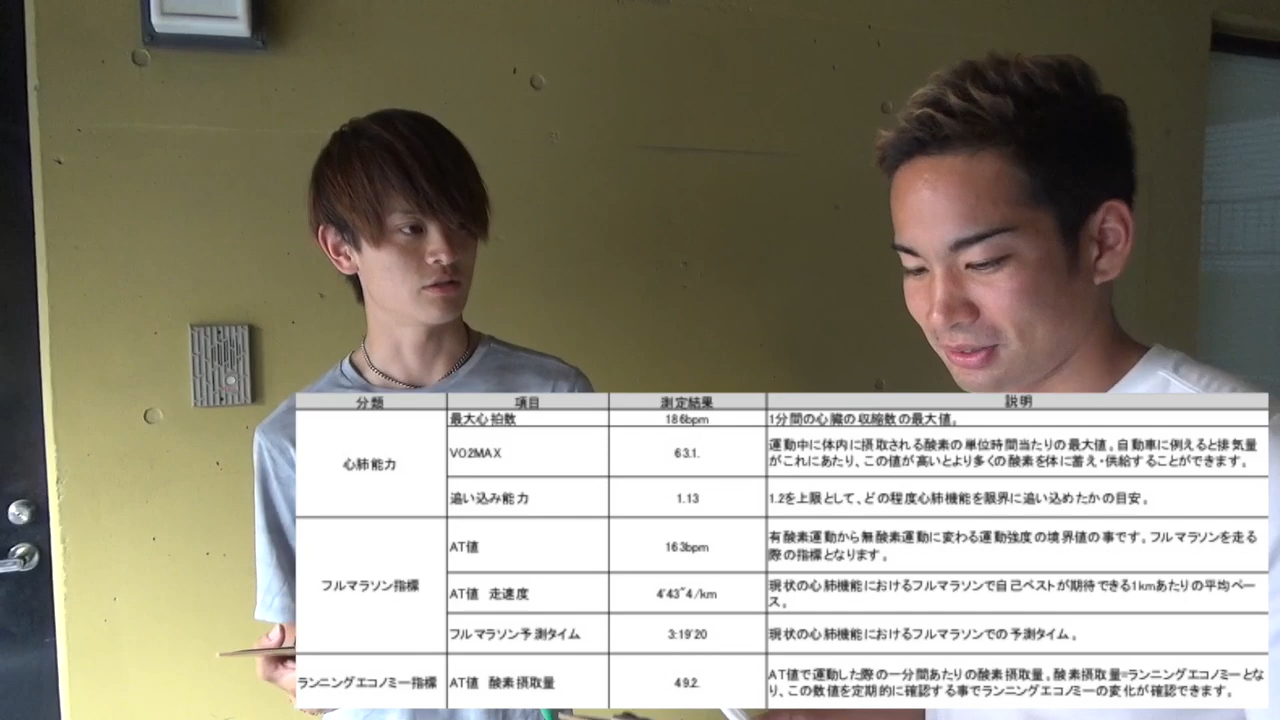 分類 項目 測定結果 説明
最大心拍数 186bpm 1分間の心臓の収縮数の最大値。
心肺能力
VO2MAX 63.1. 運動中に体内に摂取される酸素の単位時間当たりの最大値。自動車に例えると排気量
がこれにあたり、この値が高いとより多くの酸素を体に蓄え・供給することができます。
追い込み能力 1.13 1.2を上限として、どの程度心肺機能を限界に追い込めたかの目安。
フルマラソン指標
AT値 163bpm 有酸素運動から無酸素運動に変わる運動強度の境界値の事です。フルマラソンを走る
際の指標となります。
AT値 走速度 4'43"4/km 現状の心肺機能におけるフルマラソンで自己ベストが期待できる1kmあたりの平均ペー
ス。
フルマラソン予測タイム 3:19'20 現状の心肺機能におけるフルマラソンでの予測タイム。
ランニングエコノミー指標 AT値 酸素摂取量 49.2. AT値で運動した際の一分間あたりの酸素摂取量。酸素摂取量=ランニングエコノミーとな
り、この数値を定期的に確認する事でランニングエコノミーの変化が確認できます。